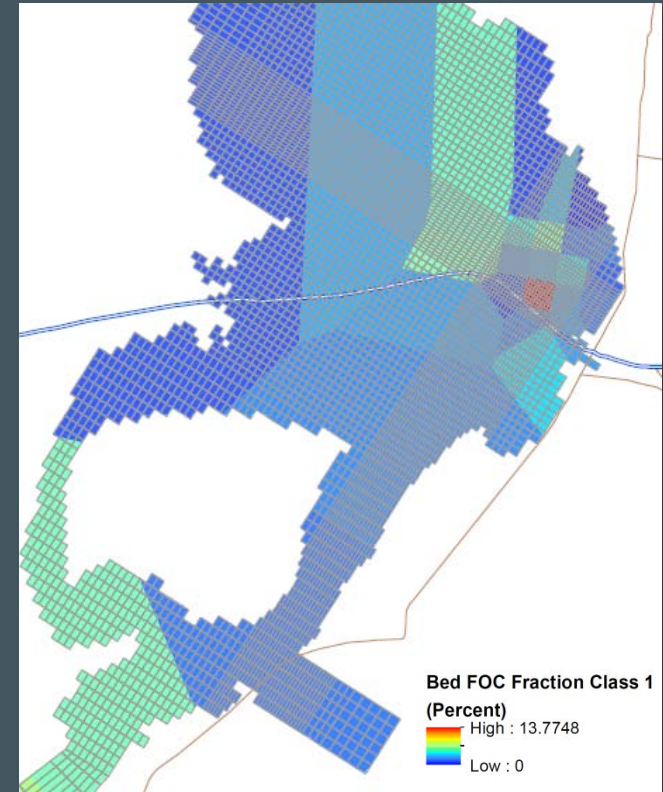 Bed FOC Fraction Class 1
(Percent)
High : 13.7748
Low : 0